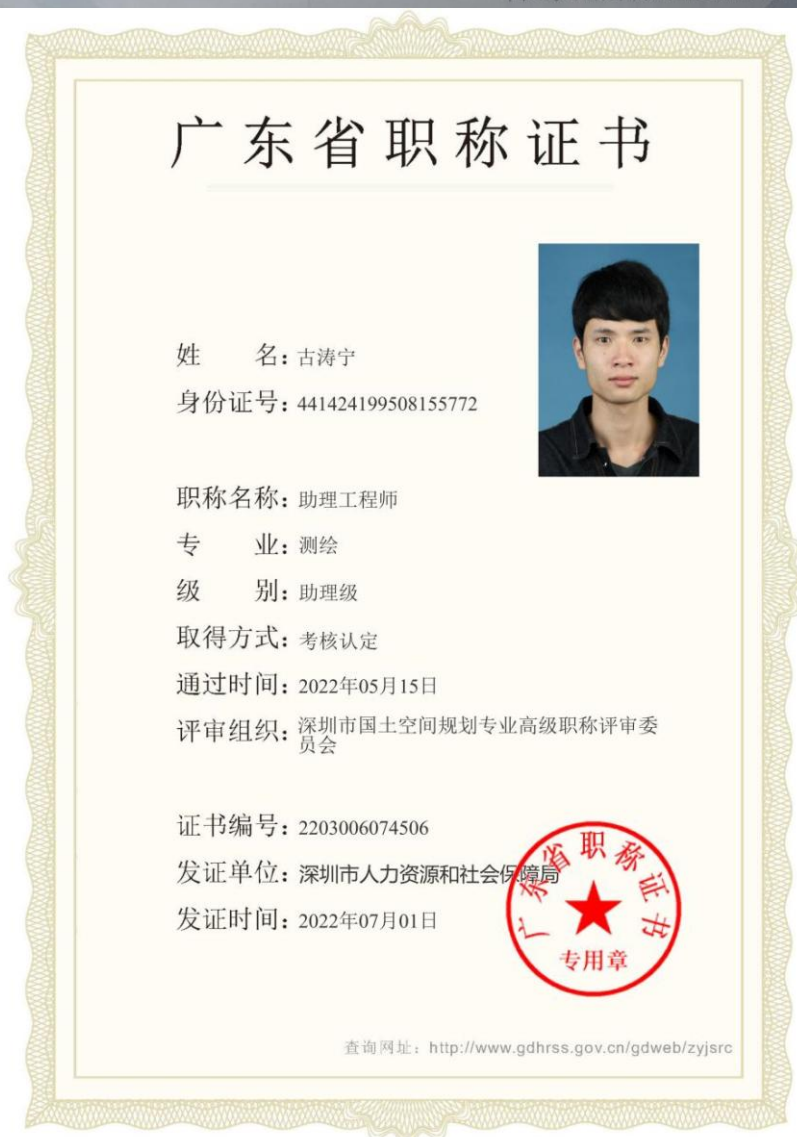 广东省职称证书
姓 名：古涛宁
身份证号：441424199508155772
职称名称：助理工程师
专 业：测绘
级 别：助理级
取得方式：考核认定
通过时间：2022年05月15日
评审组织：深圳市国土空间规划专业高级职称评审委
员会
证书编号：2203006074506
发证单位：深圳市人力资源和社会保障局
发证时间：2022年07月01日
广东省职称证书
专用章
查询网址：http://www.gdhrss.gov.cn/gdweb/zyjsrc